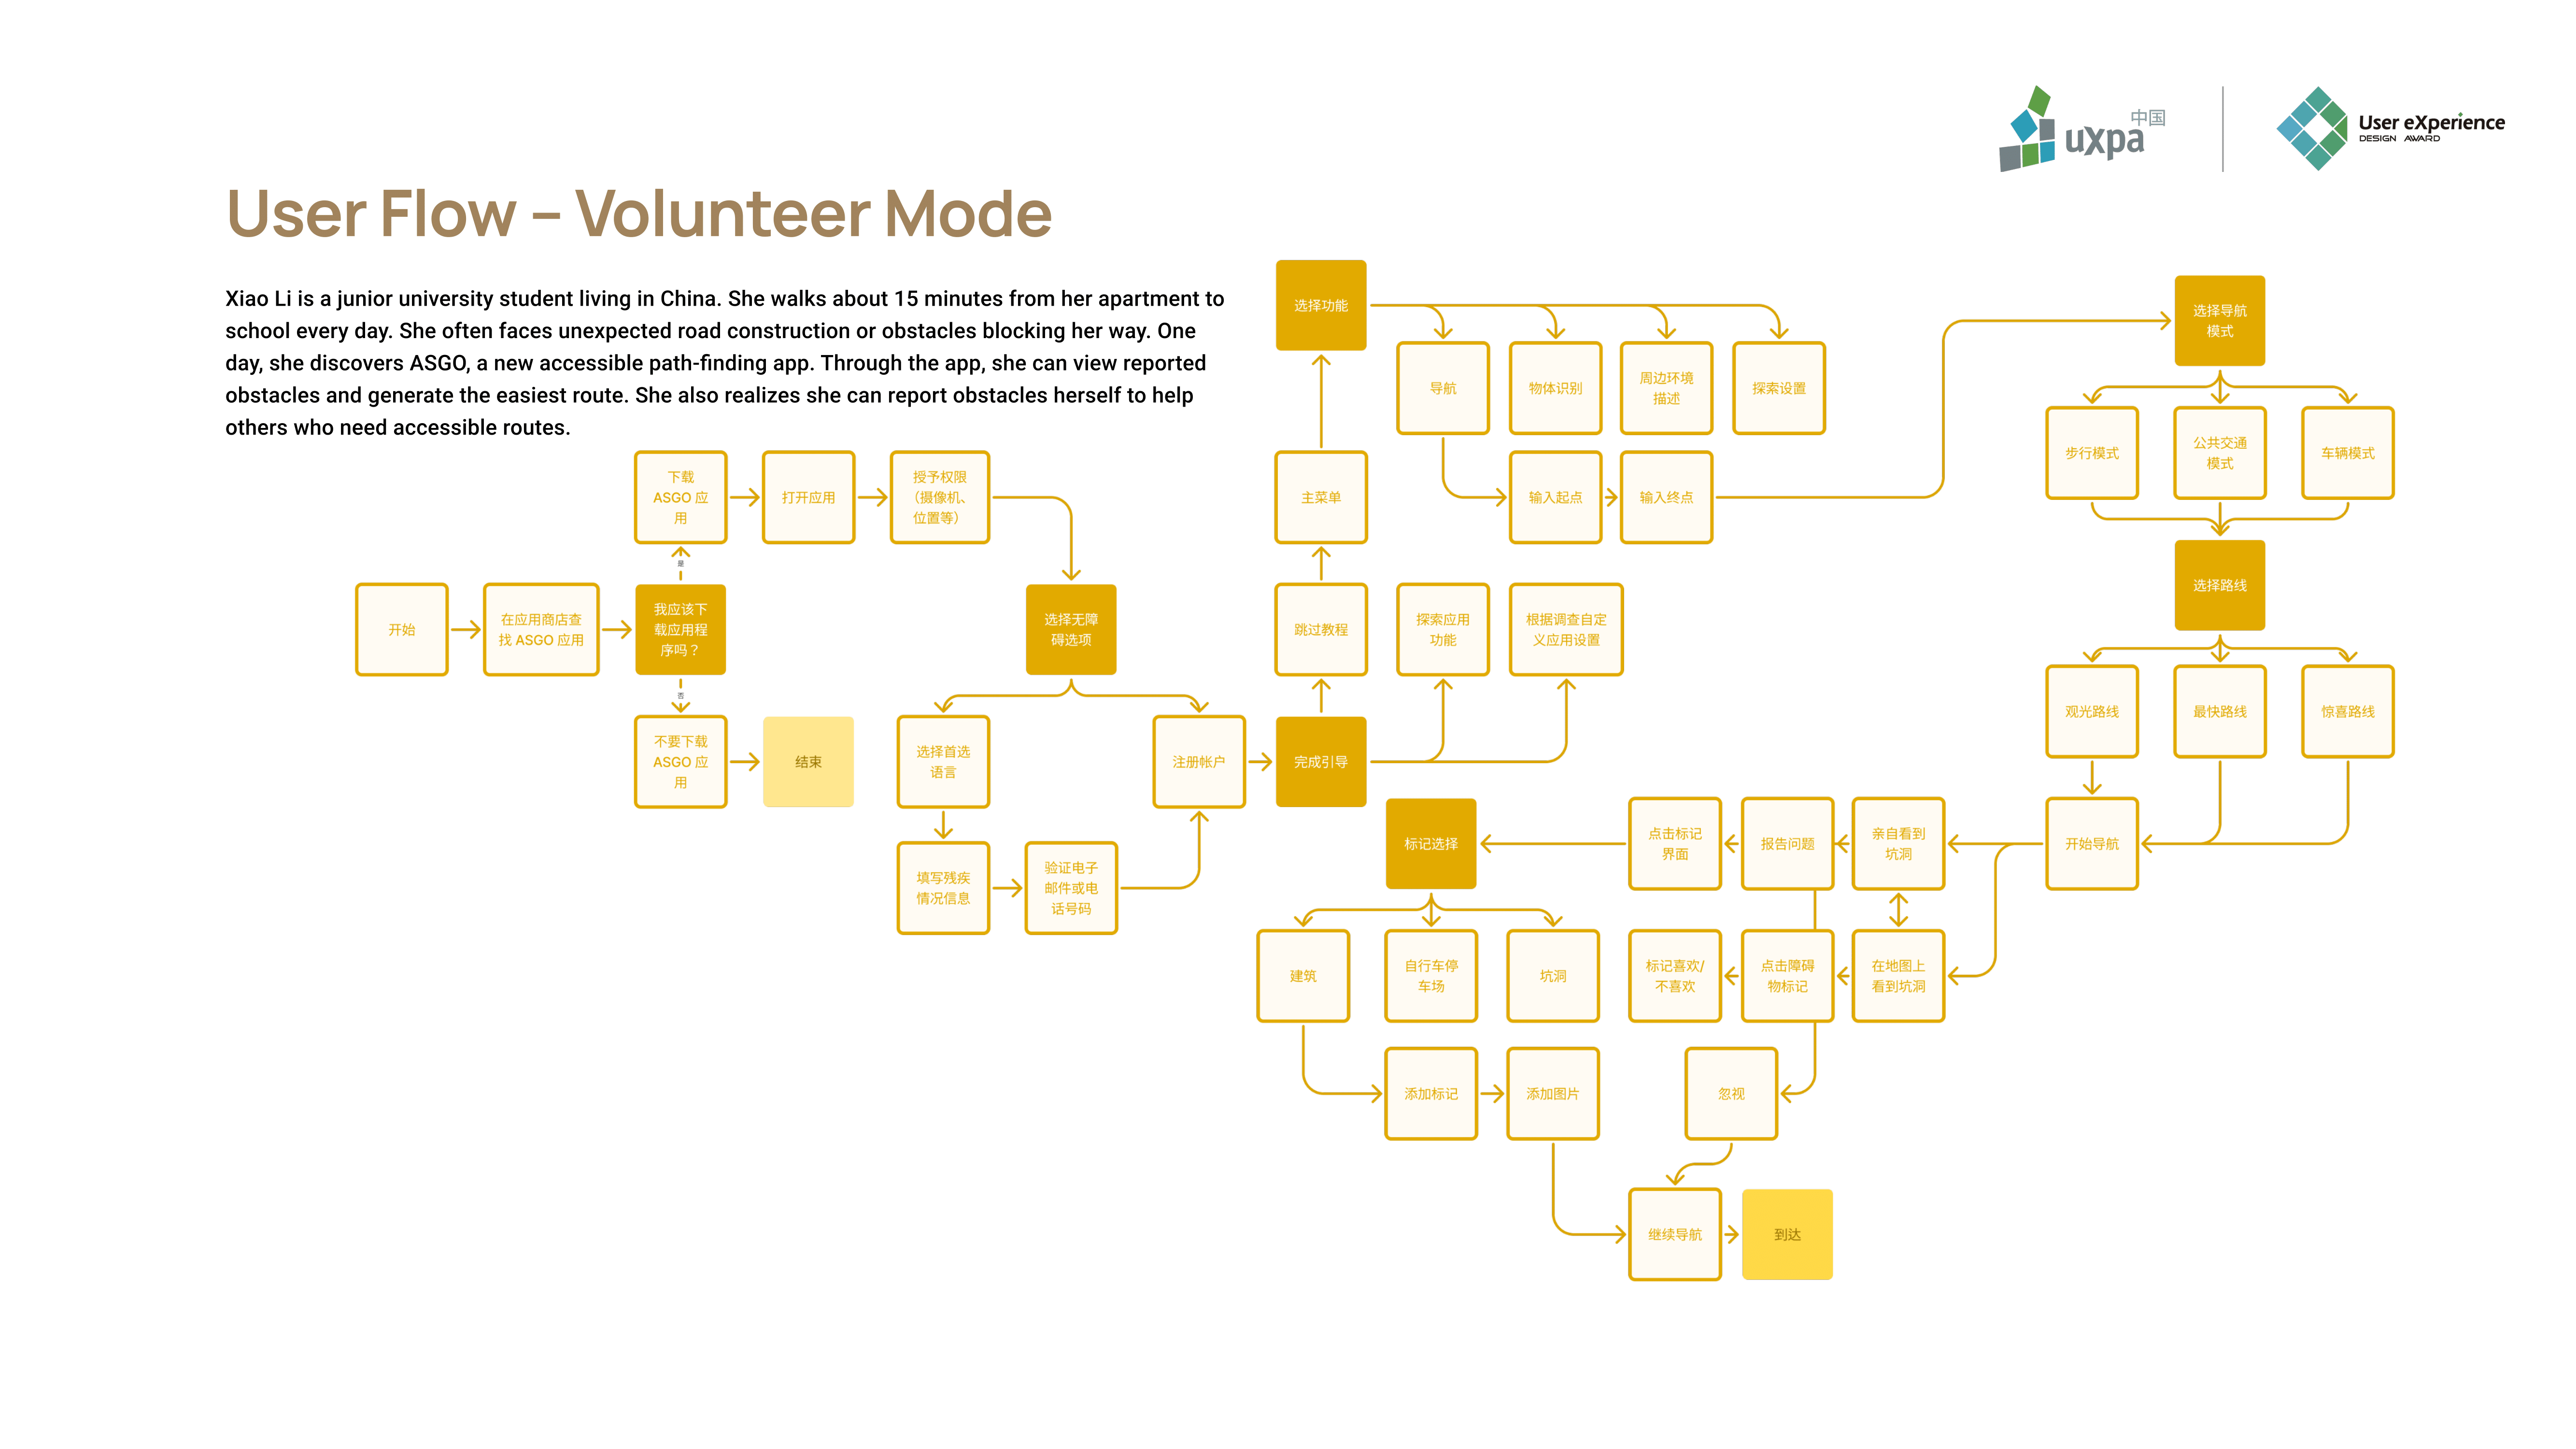 中国
uxpa
User eXperience
DESIGN AWARD
User Flow – Volunteer Mode
Xiao Li is a junior university student living in China. She walks about 15 minutes from her apartment to
school every day. She often faces unexpected road construction or obstacles blocking her way. One
day, she discovers ASGO, a new accessible path-finding app. Through the app, she can view reported
obstacles and generate the easiest route. She also realizes she can report obstacles herself to help
others who need accessible routes.
开始
在应用商店查
找 ASGO 应用
我应该下
载应用程
序吗？
是
下载
ASGO 应
用
打开应用
授予权限
（摄像机、
位置等）
否
不要下载
ASGO 应
用
结束
选择无障
碍选项
选择首选
语言
填写残疾
情况信息
验证电子
邮件或电
话号码
注册帐户
完成引导
跳过教程
探索应用
功能
根据调查自定
义应用设置
主菜单
选择功能
导航
物体识别
周边环境
描述
探索设置
输入起点
输入终点
选择导航
模式
步行模式
公共交通
模式
车辆模式
选择路线
观光路线
最快路线
惊喜路线
开始导航
亲自看到
坑洞
报告问题
点击标记
界面
标记选择
在地图上
看到坑洞
点击障碍
物标记
标记喜欢/
不喜欢
建筑
自行车停
车场
坑洞
添加标记
添加图片
忽视
继续导航
到达